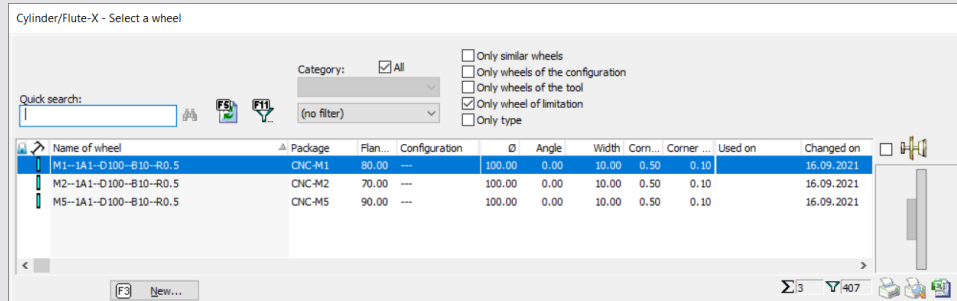 Cylinder/Flute-X - Select a wheel
Category: All
Only similar wheels
Only wheels of the configuration
Only wheels of the tool
Only wheel of limitation
Only type
Quick search:
F5 F11
(no filter)
Name of wheel Package Flan... Configuration Ø Angle Width Corn... Corner ... Used on Changed on
M1--1A1--D100--B10--R0.5 CNC-M1 80.00 --- 100.00 0.00 10.00 0.50 0.10 16.09.2021
M2--1A1--D100--B10--R0.5 CNC-M2 70.00 --- 100.00 0.00 10.00 0.50 0.10 16.09.2021
M5--1A1--D100--B10--R0.5 CNC-M5 90.00 --- 100.00 0.00 10.00 0.50 0.10 16.09.2021
F3 New...
Σ 3 407